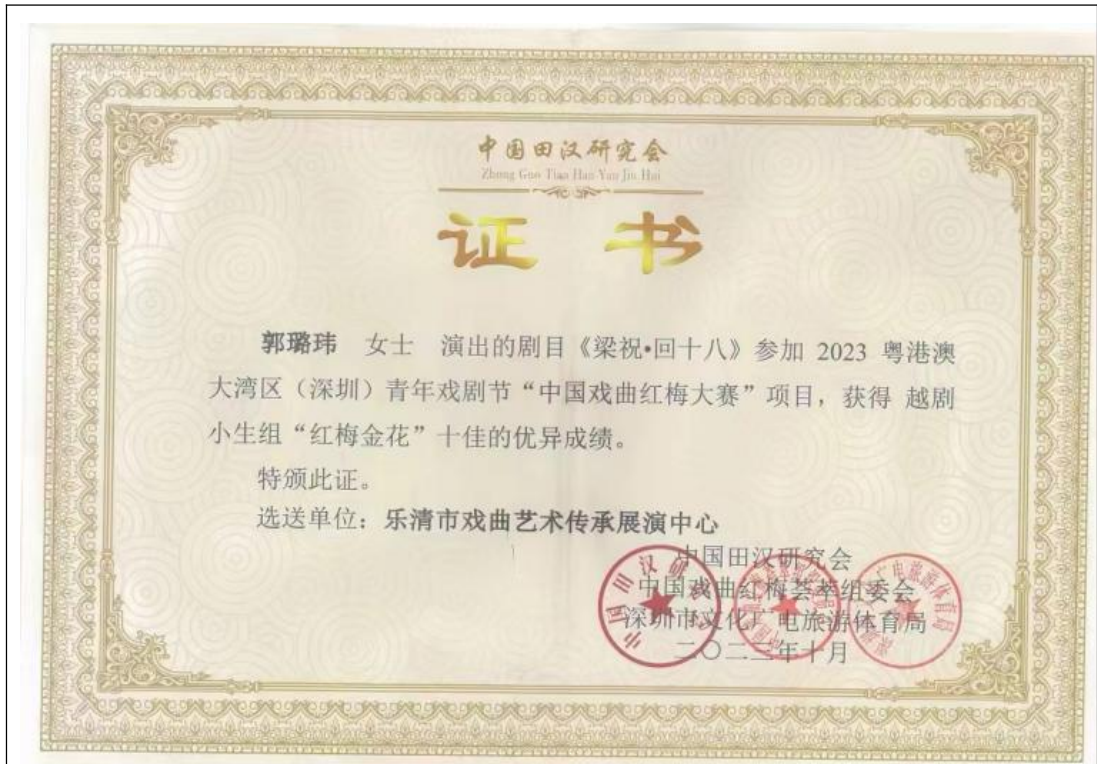 中国田汉研究会
Zhong Guo Tian Han Yan Jiu Hui
证 书
郭璐玮 女士 演出的剧目《梁祝•回十八》参加 2023 粤港澳
大湾区（深圳）青年戏剧节“中国戏曲红梅大赛”项目，获得 越剧
小生组“红梅金花”十佳的优异成绩。
特颁此证。
选送单位：乐清市戏曲艺术传承展演中心
中国田汉研究会
中国戏曲红梅荟萃组委会
深圳市文化广电旅游体育局
二〇二三年十月